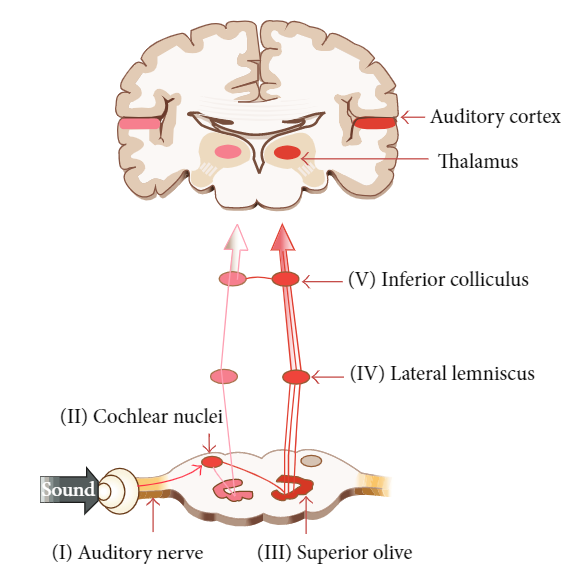 Auditory cortex
Thalamus
(V) Inferior colliculus
(IV) Lateral lemniscus
(II) Cochlear nuclei
Sound
(I) Auditory nerve
(III) Superior olive